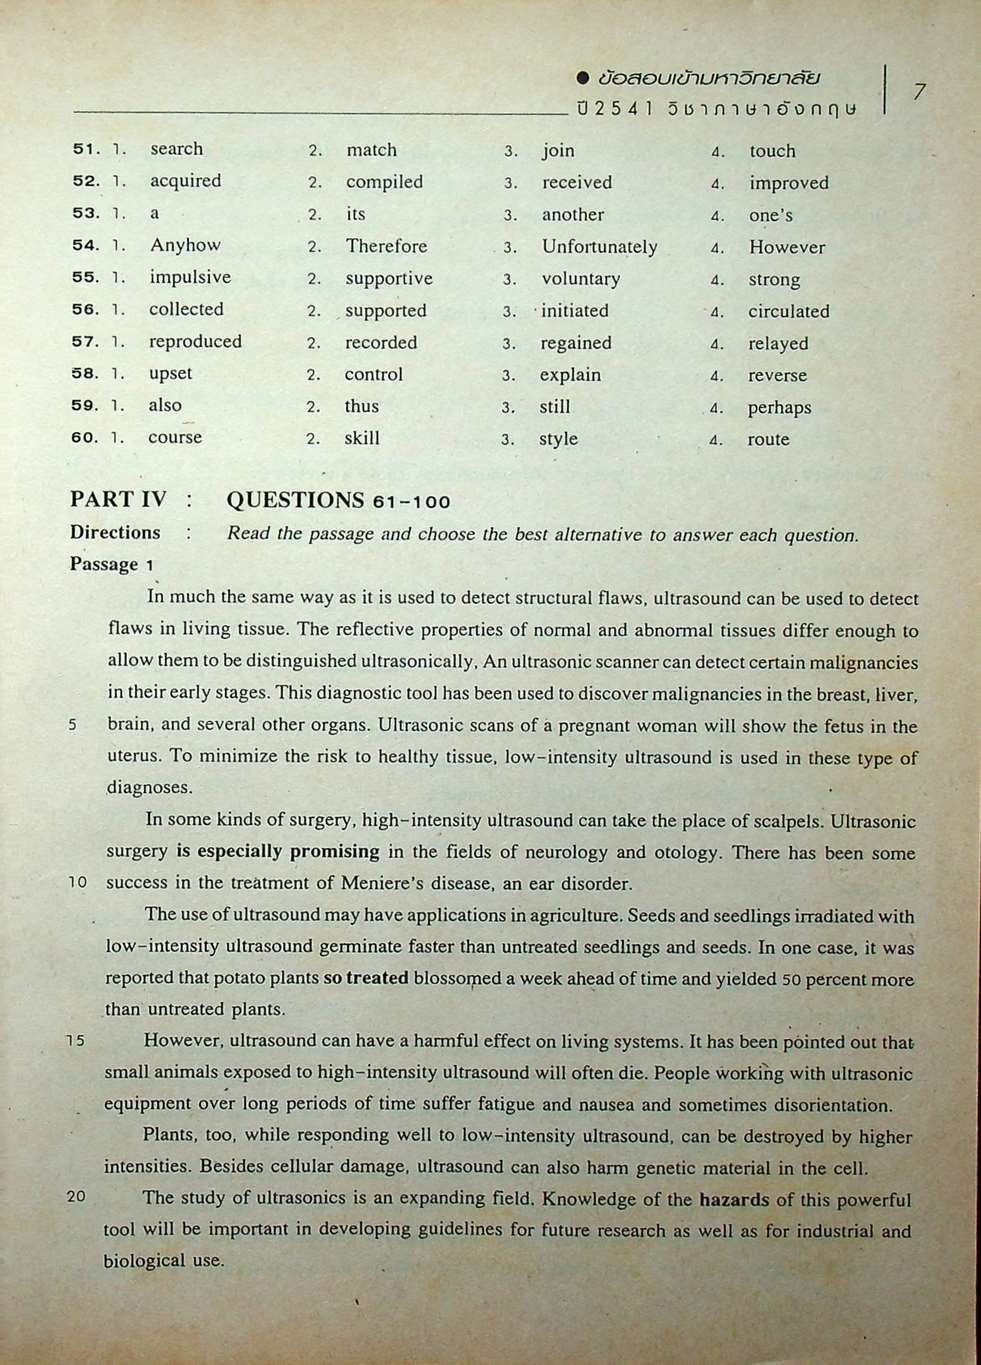 ● ข้อสอบเข้ามหาวิทยาลัย
ปี 2541 วิชาภาษาอังกฤษ 7
51. 1. search 2. match 3. join 4. touch
52. 1. acquired 2. compiled 3. received 4. improved
53. 1. a 2. its 3. another 4. one's
54. 1. Anyhow 2. Therefore 3. Unfortunately 4. However
55. 1. impulsive 2. supportive 3. voluntary 4. strong
56. 1. collected 2. supported 3. initiated 4. circulated
57. 1. reproduced 2. recorded 3. regained 4. relayed
58. 1. upset 2. control 3. explain 4. reverse
59. 1. also 2. thus 3. still 4. perhaps
60. 1. course 2. skill 3. style 4. route
PART IV : QUESTIONS 61-100
Directions : Read the passage and choose the best alternative to answer each question.
Passage 1
In much the same way as it is used to detect structural flaws, ultrasound can be used to detect
flaws in living tissue. The reflective properties of normal and abnormal tissues differ enough to
allow them to be distinguished ultrasonically, An ultrasonic scanner can detect certain malignancies
in their early stages. This diagnostic tool has been used to discover malignancies in the breast, liver,
5 brain, and several other organs. Ultrasonic scans of a pregnant woman will show the fetus in the
uterus. To minimize the risk to healthy tissue, low-intensity ultrasound is used in these type of
diagnoses.
In some kinds of surgery, high-intensity ultrasound can take the place of scalpels. Ultrasonic
surgery is especially promising in the fields of neurology and otology. There has been some
10 success in the treatment of Meniere's disease, an ear disorder.
The use of ultrasound may have applications in agriculture. Seeds and seedlings irradiated with
low-intensity ultrasound germinate faster than untreated seedlings and seeds. In one case, it was
reported that potato plants so treated blossomed a week ahead of time and yielded 50 percent more
than untreated plants.
15 However, ultrasound can have a harmful effect on living systems. It has been pointed out that
small animals exposed to high-intensity ultrasound will often die. People working with ultrasonic
equipment over long periods of time suffer fatigue and nausea and sometimes disorientation.
Plants, too, while responding well to low-intensity ultrasound, can be destroyed by higher
intensities. Besides cellular damage, ultrasound can also harm genetic material in the cell.
20 The study of ultrasonics is an expanding field. Knowledge of the hazards of this powerful
tool will be important in developing guidelines for future research as well as for industrial and
biological use.